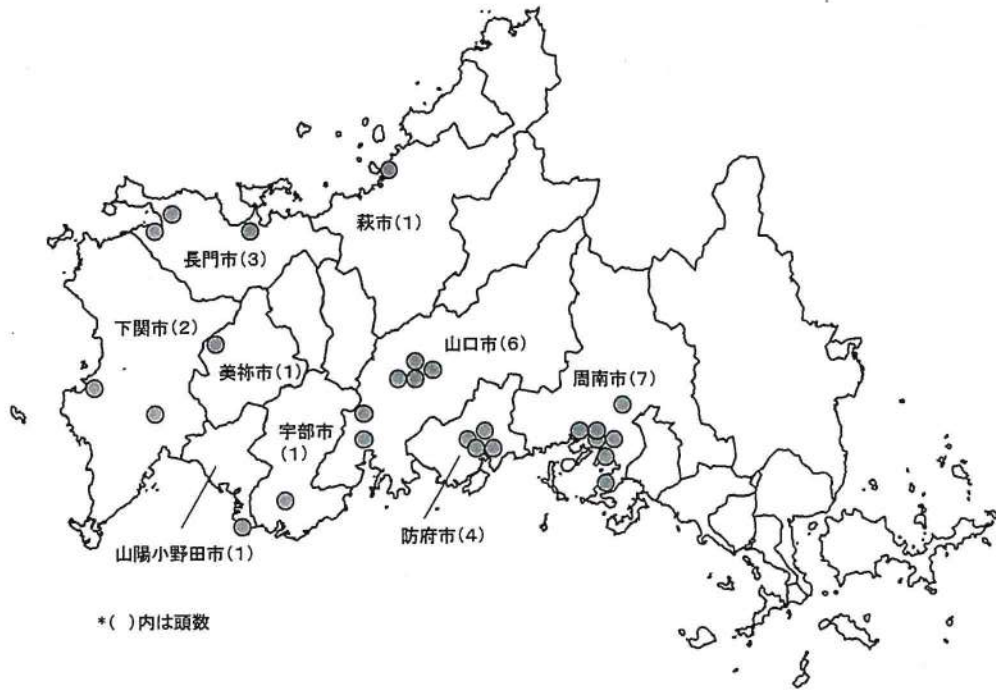 萩市(1)
長門市(3)
下関市(2)
山口市(6)
美祢市(1)
周南市(7)
宇部市
(1)
防府市(4)
山陽小野田市(1)
*( )内は頭数